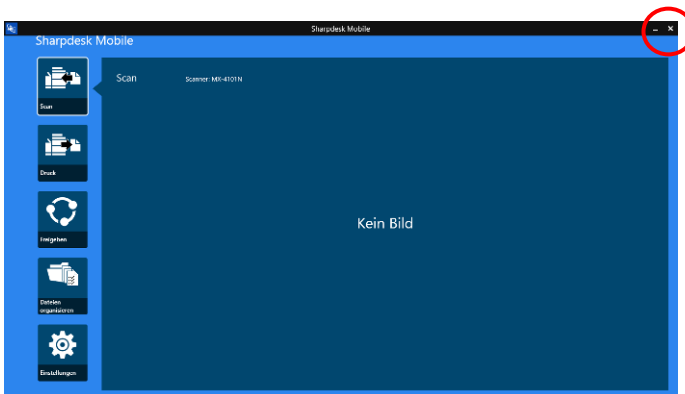 Sharpdesk Mobile
Sharpdesk Mobile
Scan
Scanner: MX-4101N
Scan
Druck
Kein Bild
Freigeben
Dateien
organisieren
Einstellungen